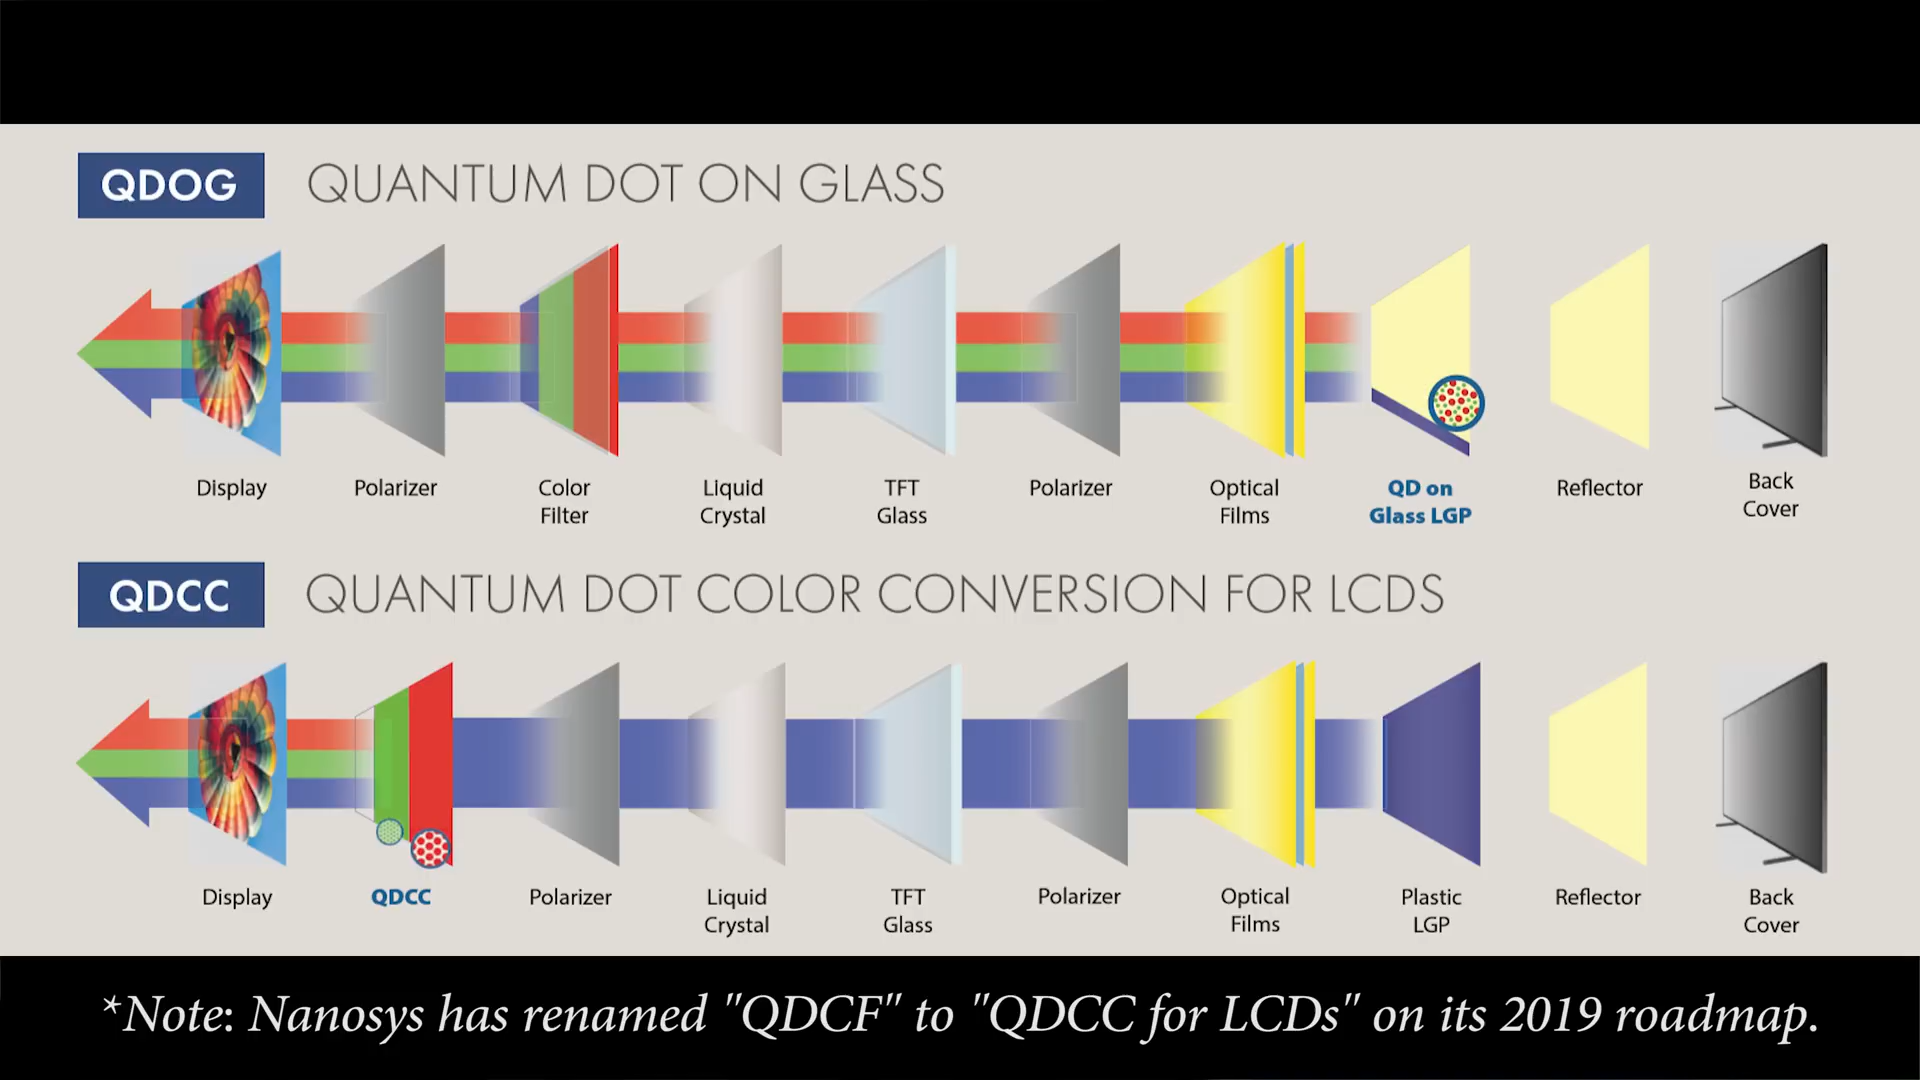 QDOG QUANTUM DOT ON GLASS
Display Polarizer Color Liquid TFT Polarizer Optical QD on Reflector Back
Filter Crystal Glass Films Glass LGP Cover
QDCC QUANTUM DOT COLOR CONVERSION FOR LCDS
Display QDCC Polarizer Liquid TFT Polarizer Optical Plastic Reflector Back
Crystal Glass Films LGP Cover
*Note: Nanosys has renamed "QDCF" to "QDCC for LCDs" on its 2019 roadmap.